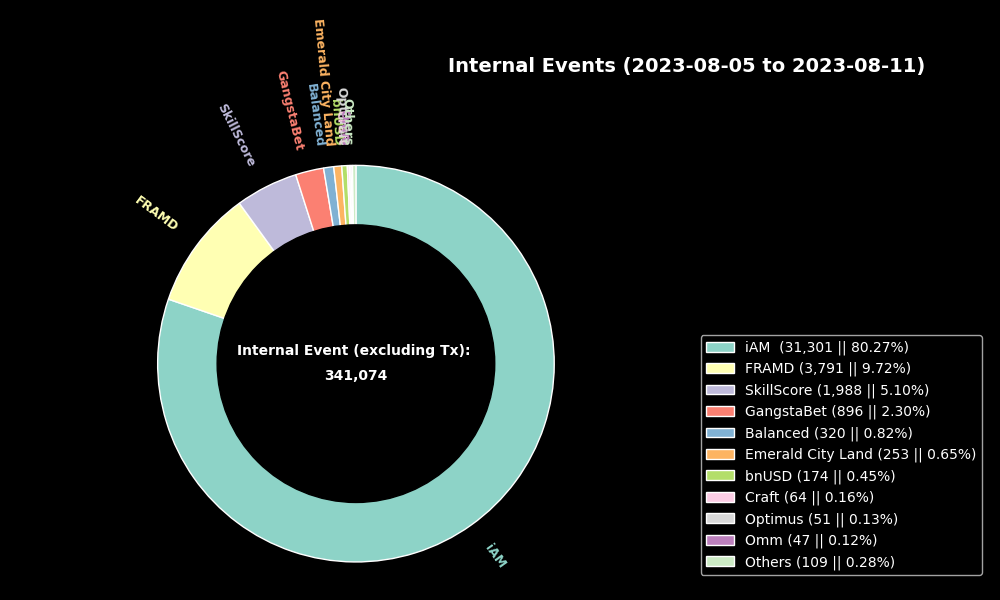 Internal Events (2023-08-05 to 2023-08-11)
Emerald City Land
GangstaBet
Balanced
bnUSD
Others
SkillScore
FRAMD
Internal Event (excluding Tx):
341,074
iAM
iAM  (31,301 || 80.27%)
FRAMD (3,791 || 9.72%)
SkillScore (1,988 || 5.10%)
GangstaBet (896 || 2.30%)
Balanced (320 || 0.82%)
Emerald City Land (253 || 0.65%)
bnUSD (174 || 0.45%)
Craft (64 || 0.16%)
Optimus (51 || 0.13%)
Omm (47 || 0.12%)
Others (109 || 0.28%)